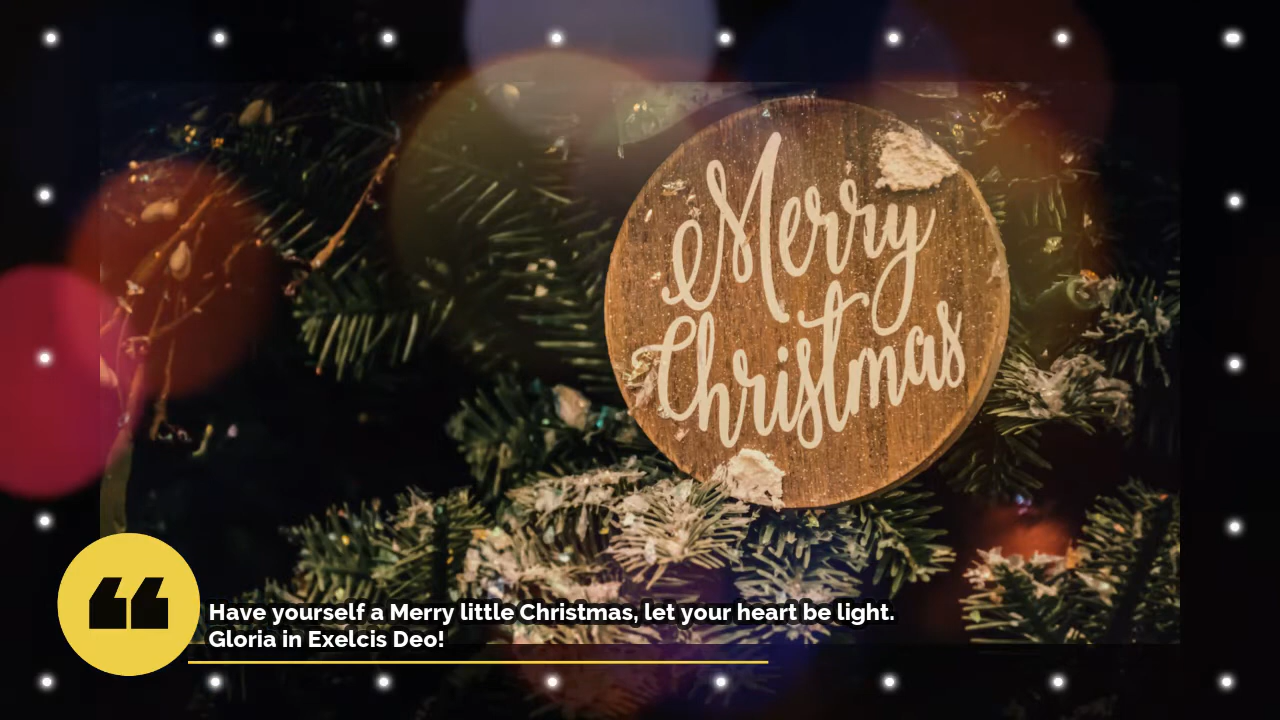 Merry
Christmas
Have yourself a Merry little Christmas, let your heart be light.
Gloria in Exelcis Deo!